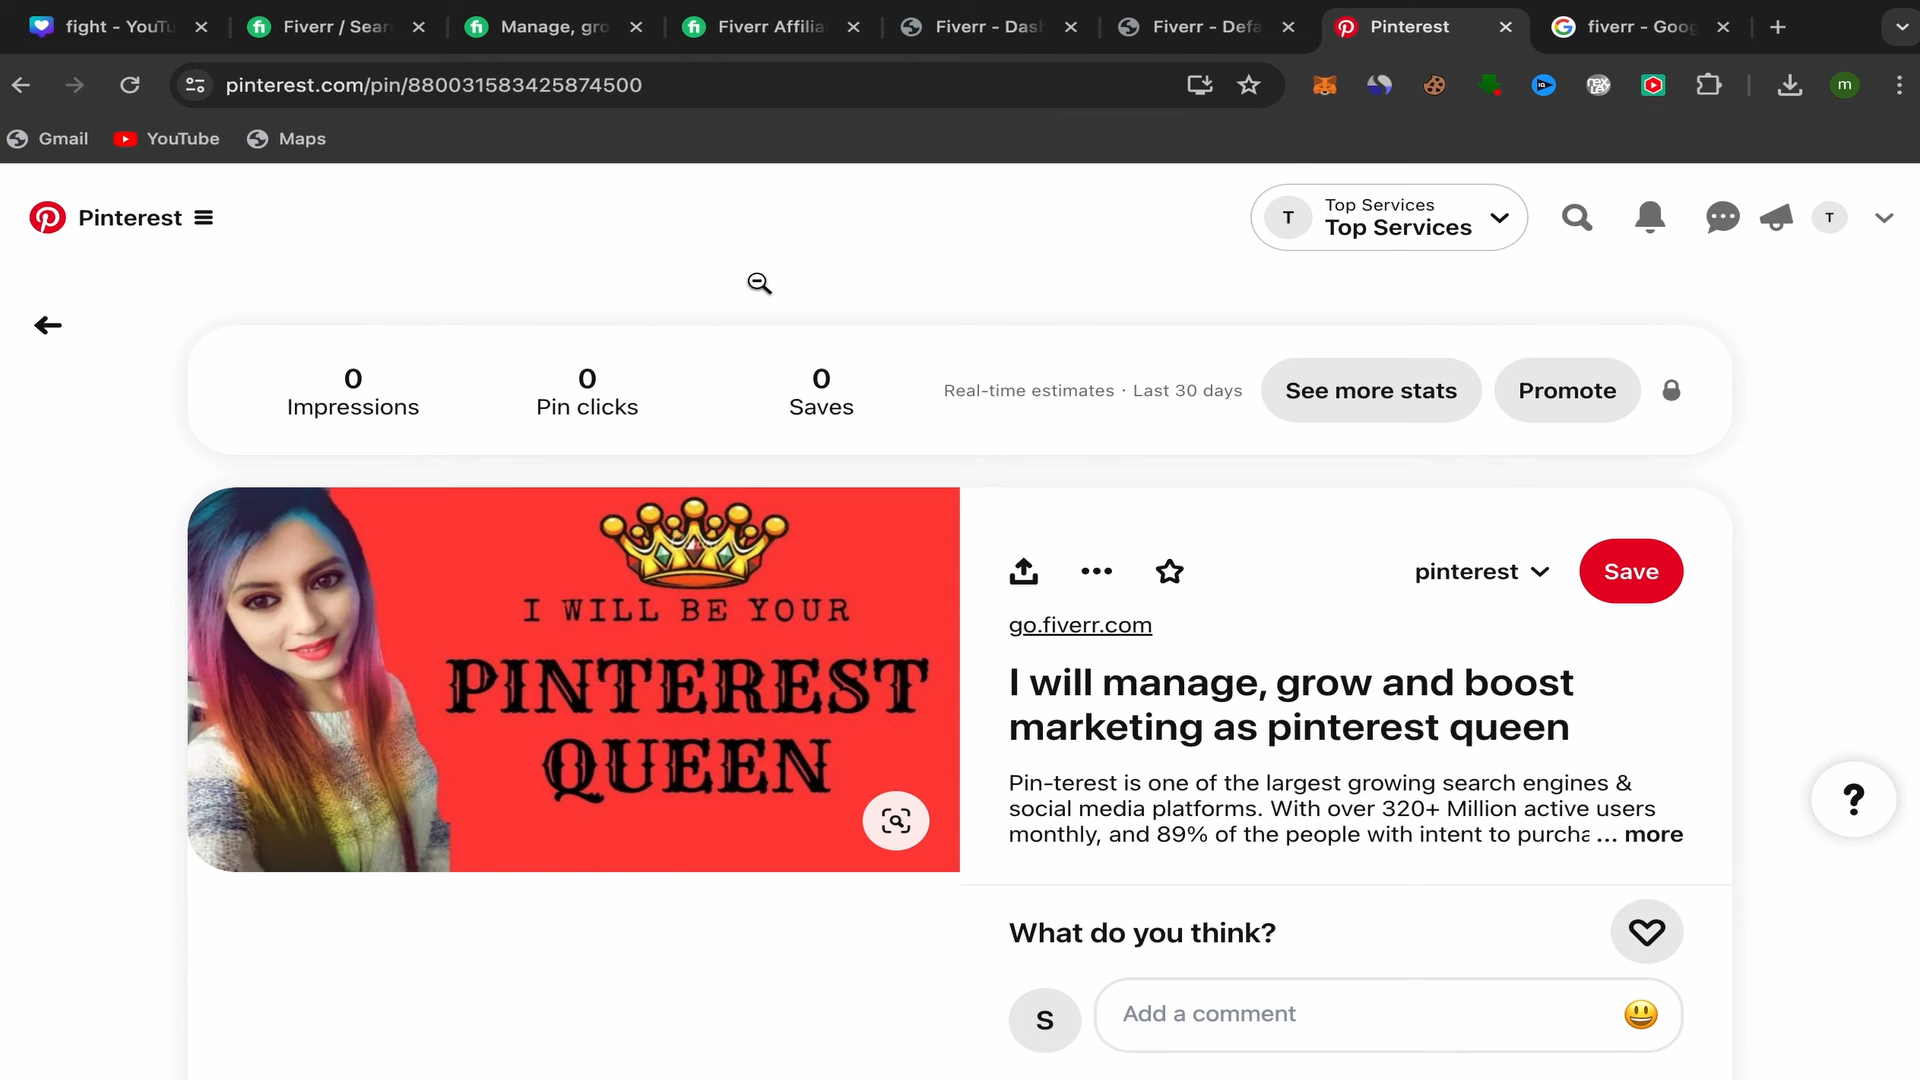 fight - YouTu
Fiverr / Sear
Manage, gro
Fiverr Affilia
Fiverr - Das
Fiverr - Defa
Pinterest
fiverr - Goog
pinterest.com/pin/880031583425874500
m
Gmail
YouTube
Maps
Pinterest
T
Top Services
Top Services
T
0
Impressions
0
Pin clicks
0
Saves
Real-time estimates · Last 30 days
See more stats
Promote
I WILL BE YOUR
PINTEREST
QUEEN
pinterest
Save
go.fiverr.com
I will manage, grow and boost
marketing as pinterest queen
Pin-terest is one of the largest growing search engines &
social media platforms. With over 320+ Million active users
monthly, and 89% of the people with intent to purcha ... more
?
What do you think?
S
Add a comment